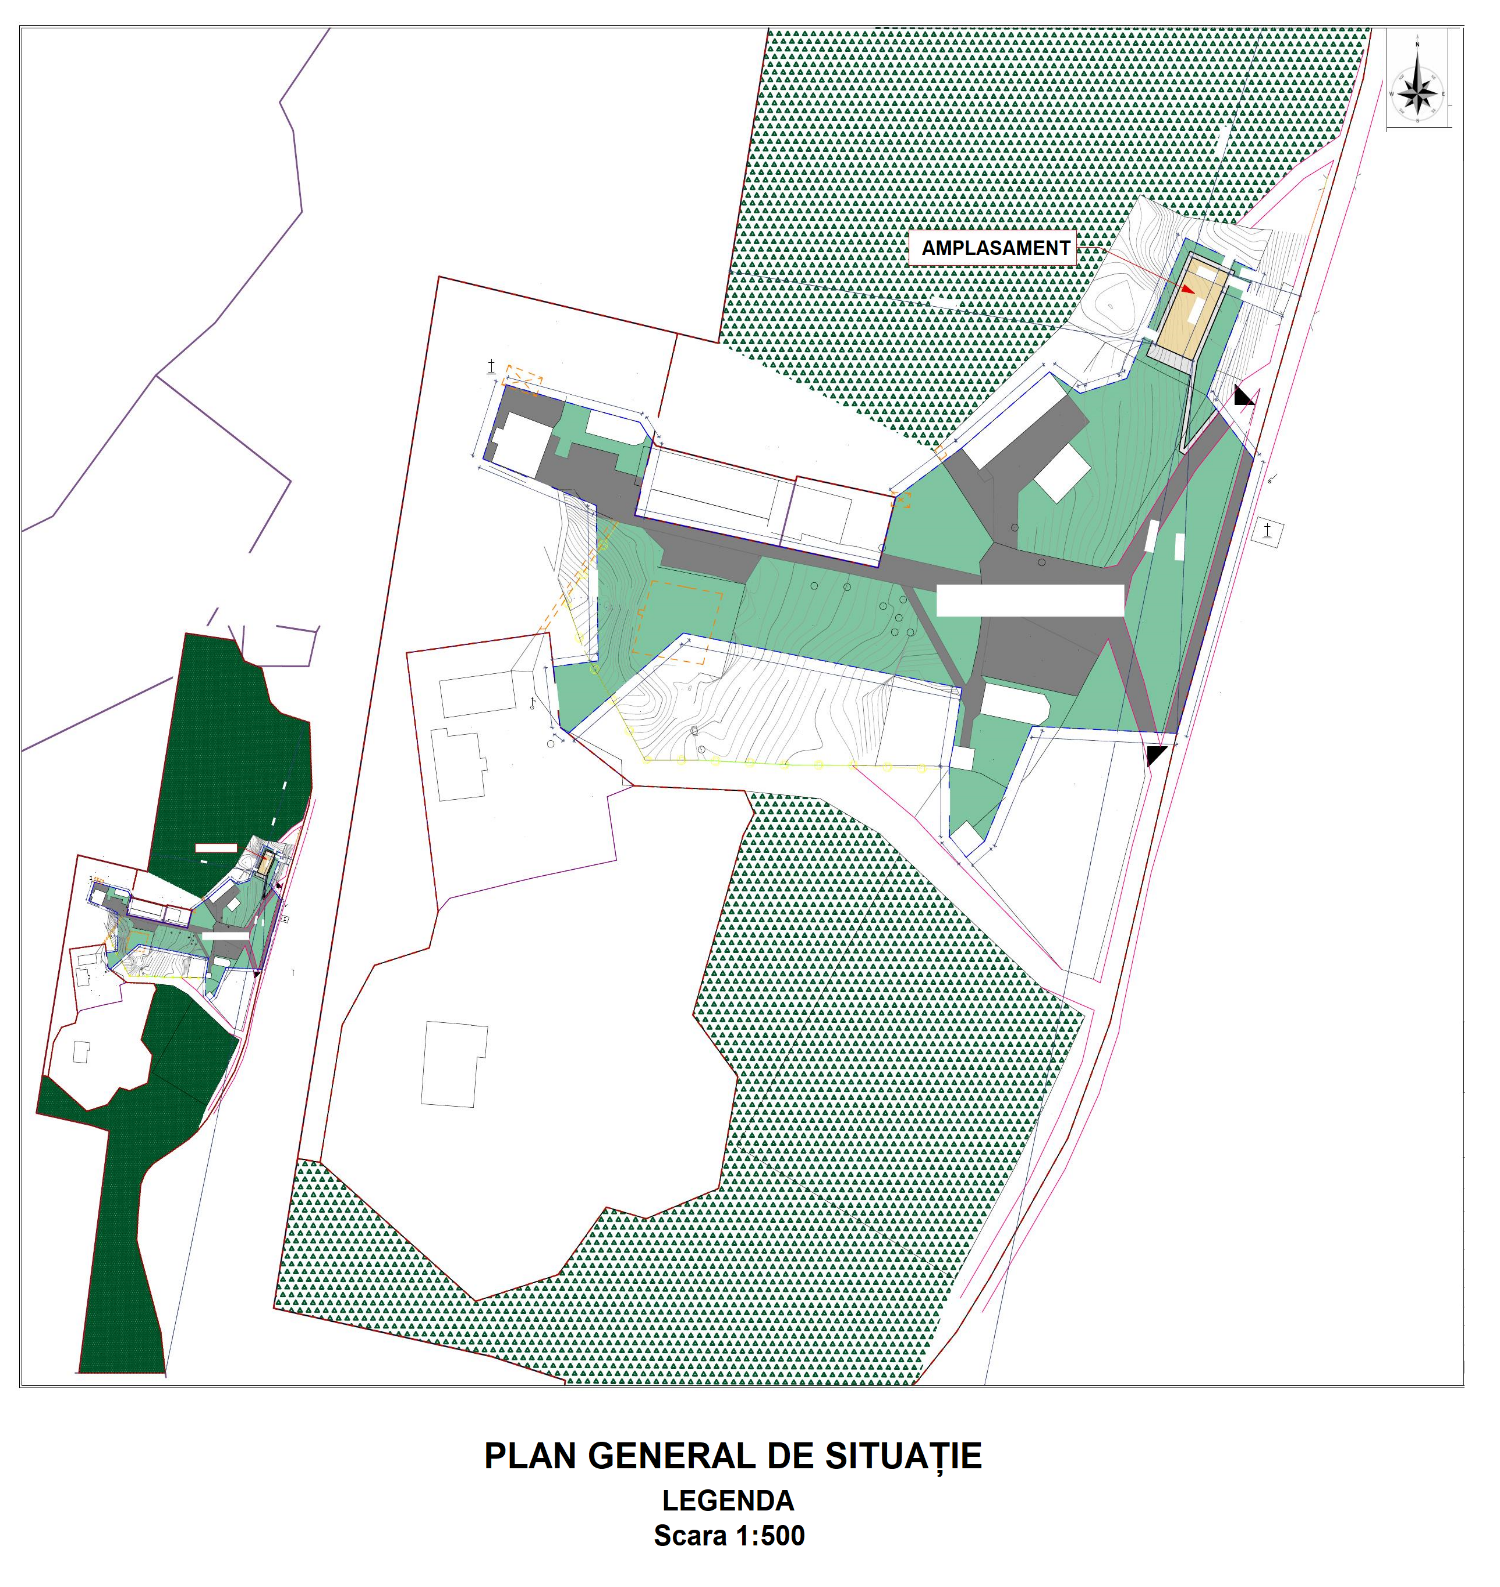 N
W
E
S
AMPLASAMENT
PLAN GENERAL DE SITUAȚIE
LEGENDA
Scara 1:500